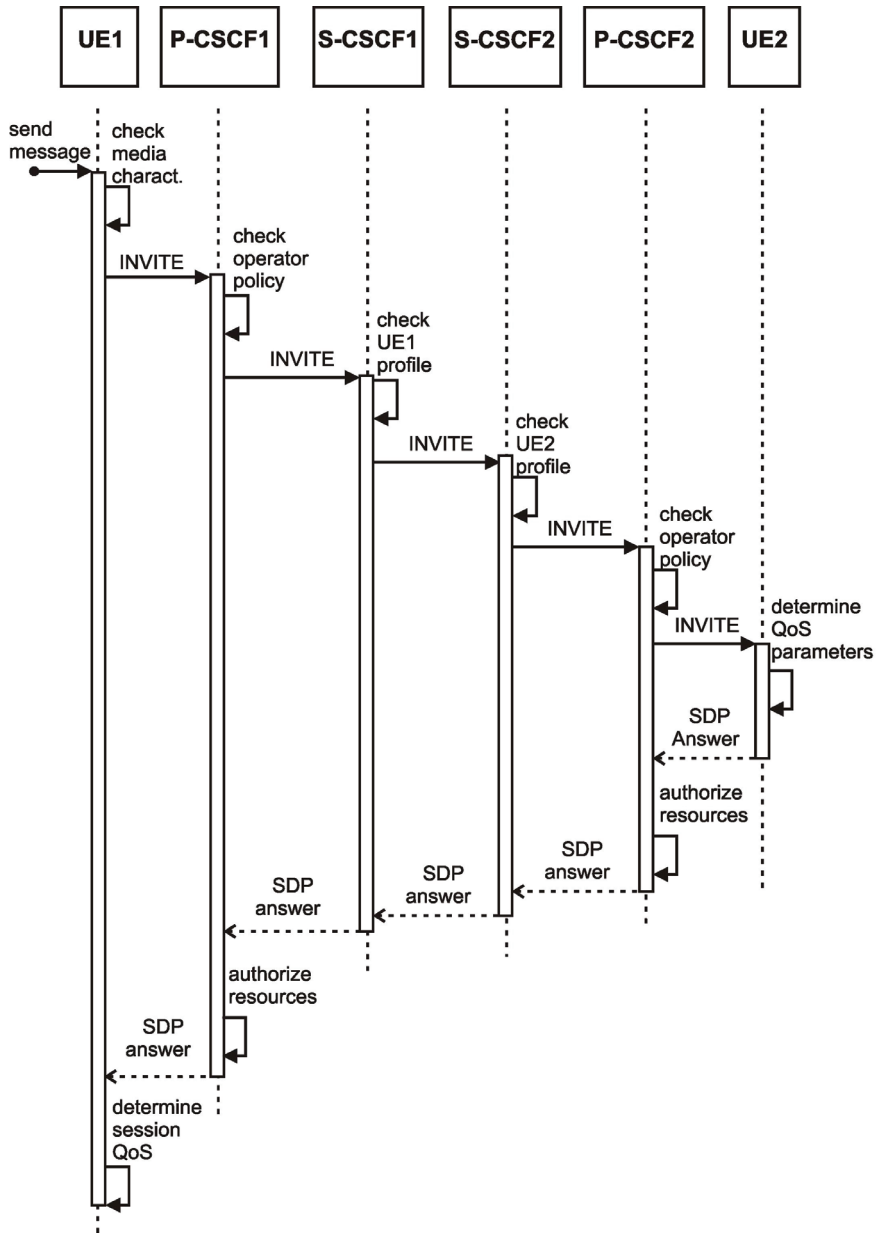 UE1
P-CSCF1
S-CSCF1
S-CSCF2
P-CSCF2
UE2
send
message
check
media
charact.
INVITE
check
operator
policy
INVITE
check
UE1
profile
INVITE
check
UE2
profile
INVITE
check
operator
policy
INVITE
determine
QoS
parameters
SDP
Answer
authorize
resources
SDP
answer
SDP
answer
SDP
answer
authorize
resources
SDP
answer
determine
session
QoS